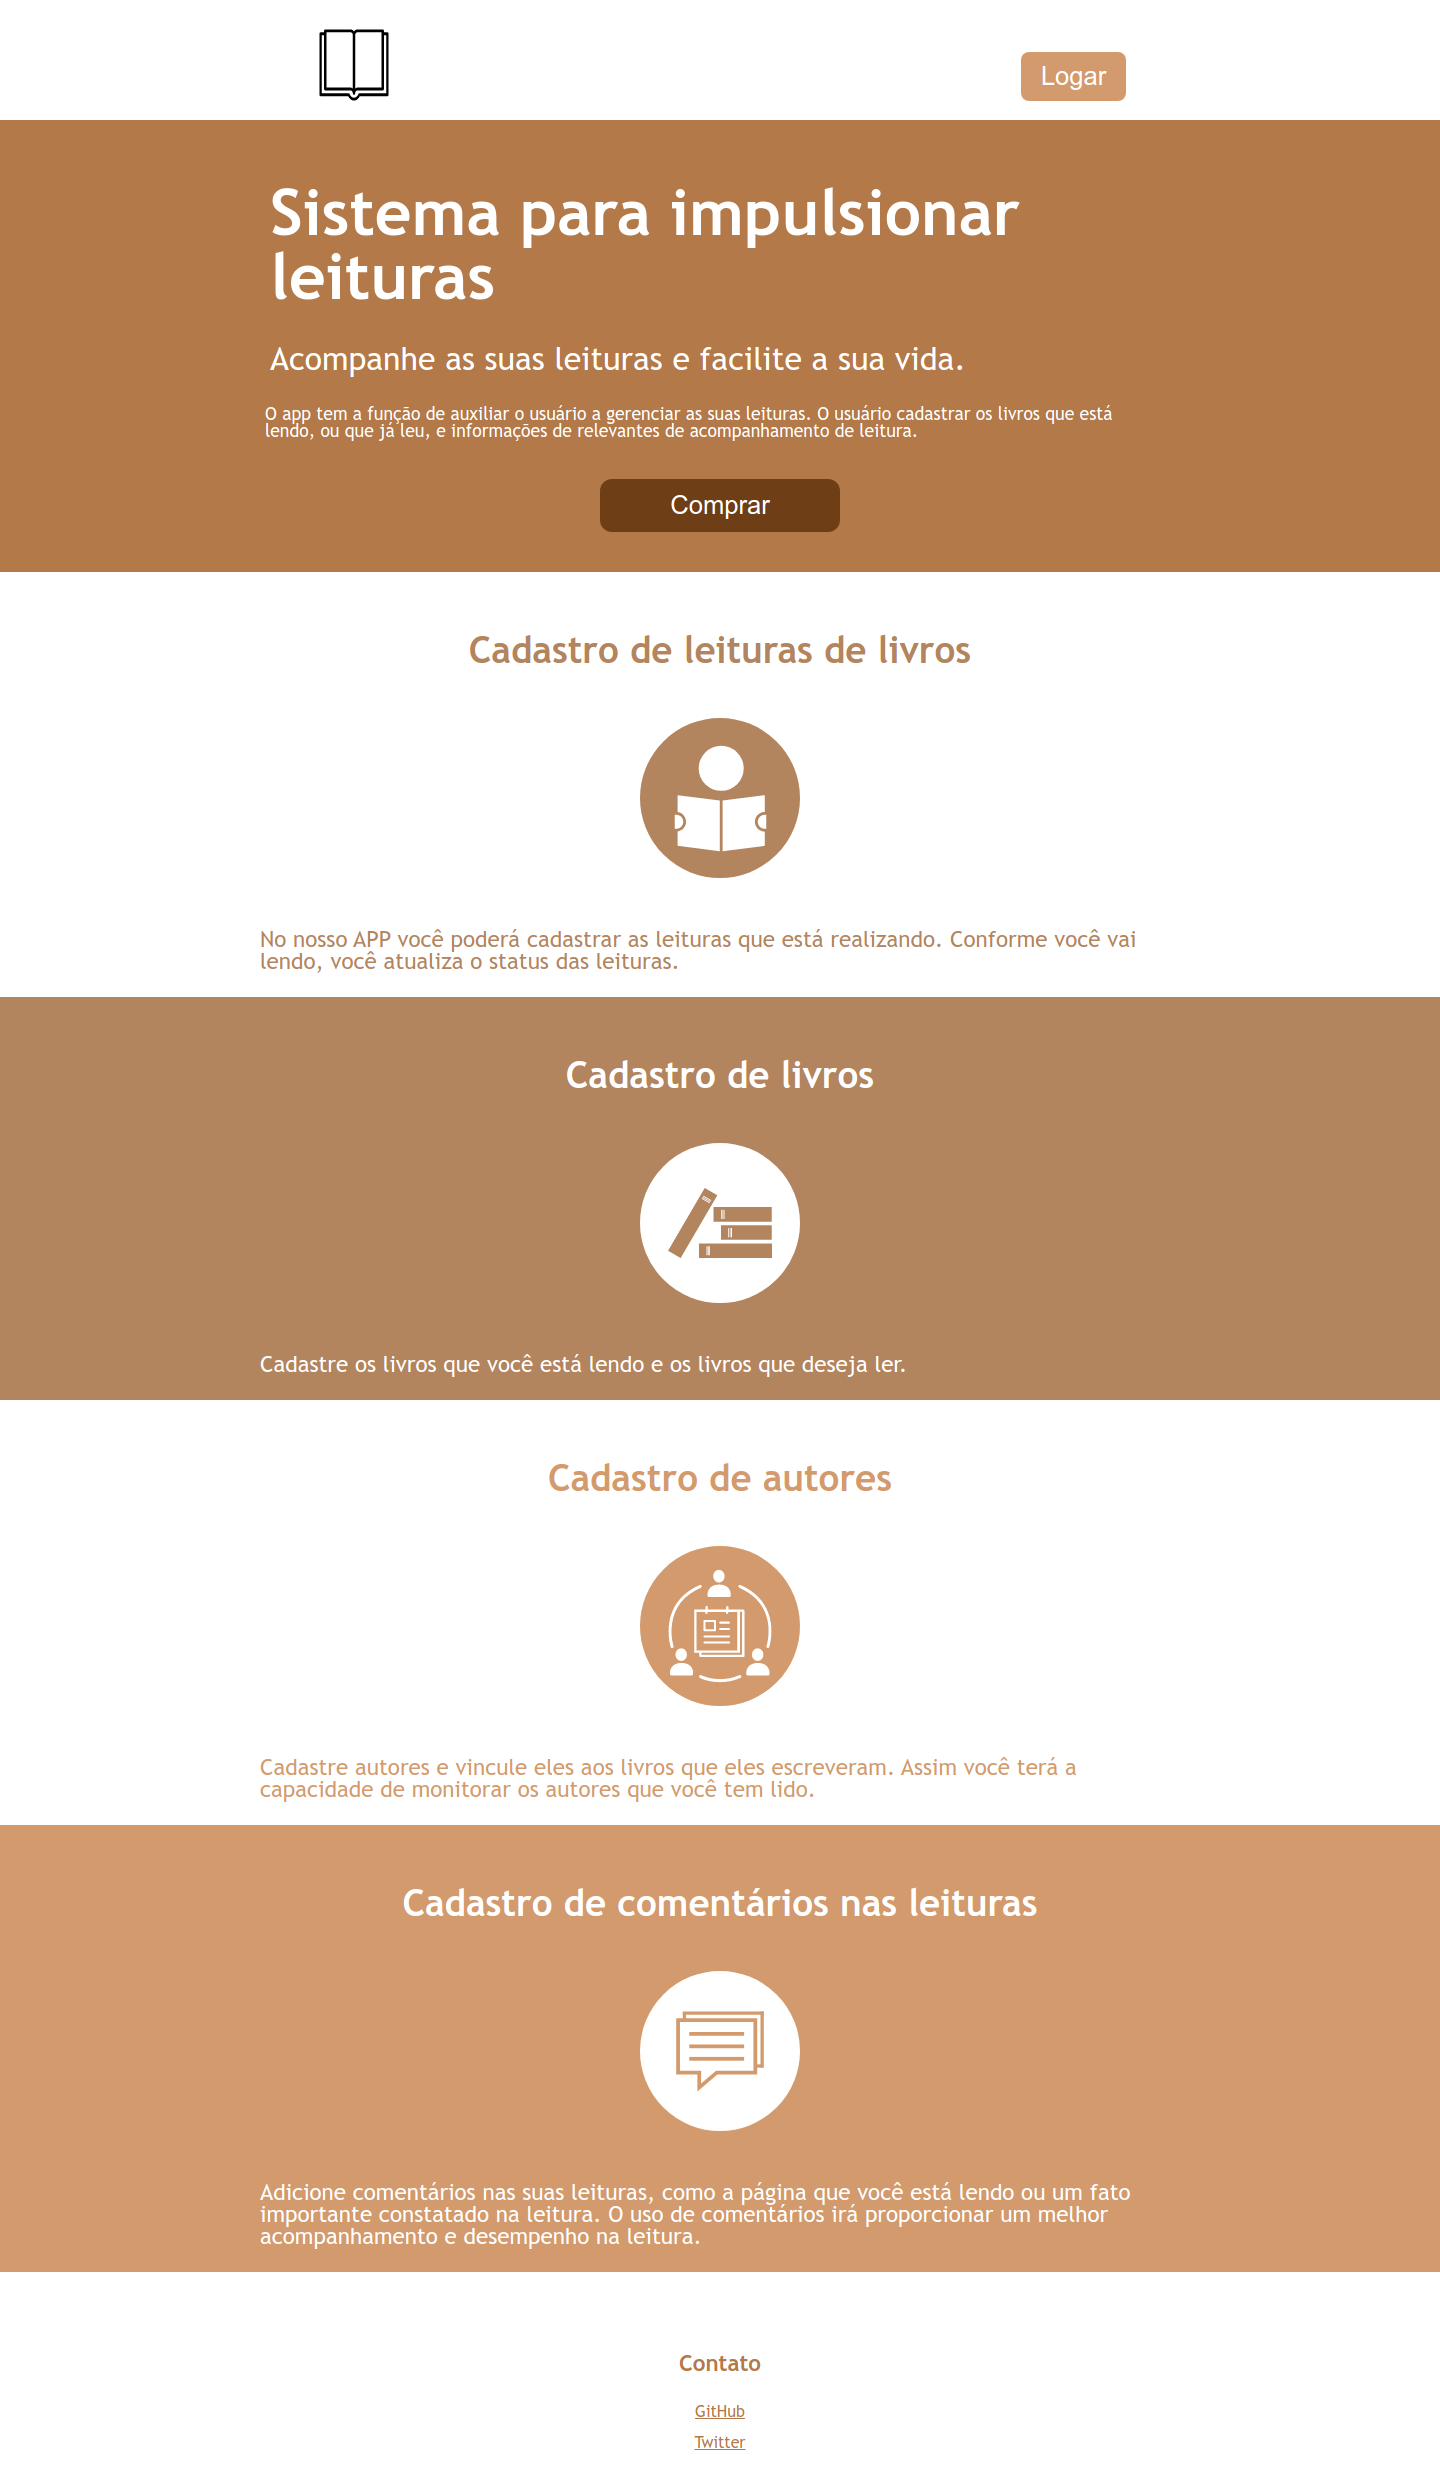 Logar
Sistema para impulsionar
leituras
Acompanhe as suas leituras e facilite a sua vida.
O app tem a função de auxiliar o usuário a gerenciar as suas leituras. O usuário cadastrar os livros que está
lendo, ou que já leu, e informações de relevantes de acompanhamento de leitura.
Comprar
Cadastro de leituras de livros
No nosso APP você poderá cadastrar as leituras que está realizando. Conforme você vai
lendo, você atualiza o status das leituras.
Cadastro de livros
Cadastre os livros que você está lendo e os livros que deseja ler.
Cadastro de autores
Cadastre autores e vincule eles aos livros que eles escreveram. Assim você terá a
capacidade de monitorar os autores que você tem lido.
Cadastro de comentários nas leituras
Adicione comentários nas suas leituras, como a página que você está lendo ou um fato
importante constatado na leitura. O uso de comentários irá proporcionar um melhor
acompanhamento e desempenho na leitura.
Contato
GitHub
Twitter